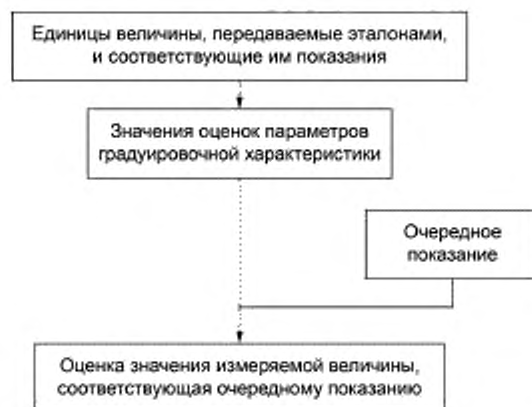 Единицы величины, передаваемые эталонами,
и соответствующие им показания
Значения оценок параметров
градуировочной характеристики
Очередное
показание
Оценка значения измеряемой величины,
соответствующая очередному показанию